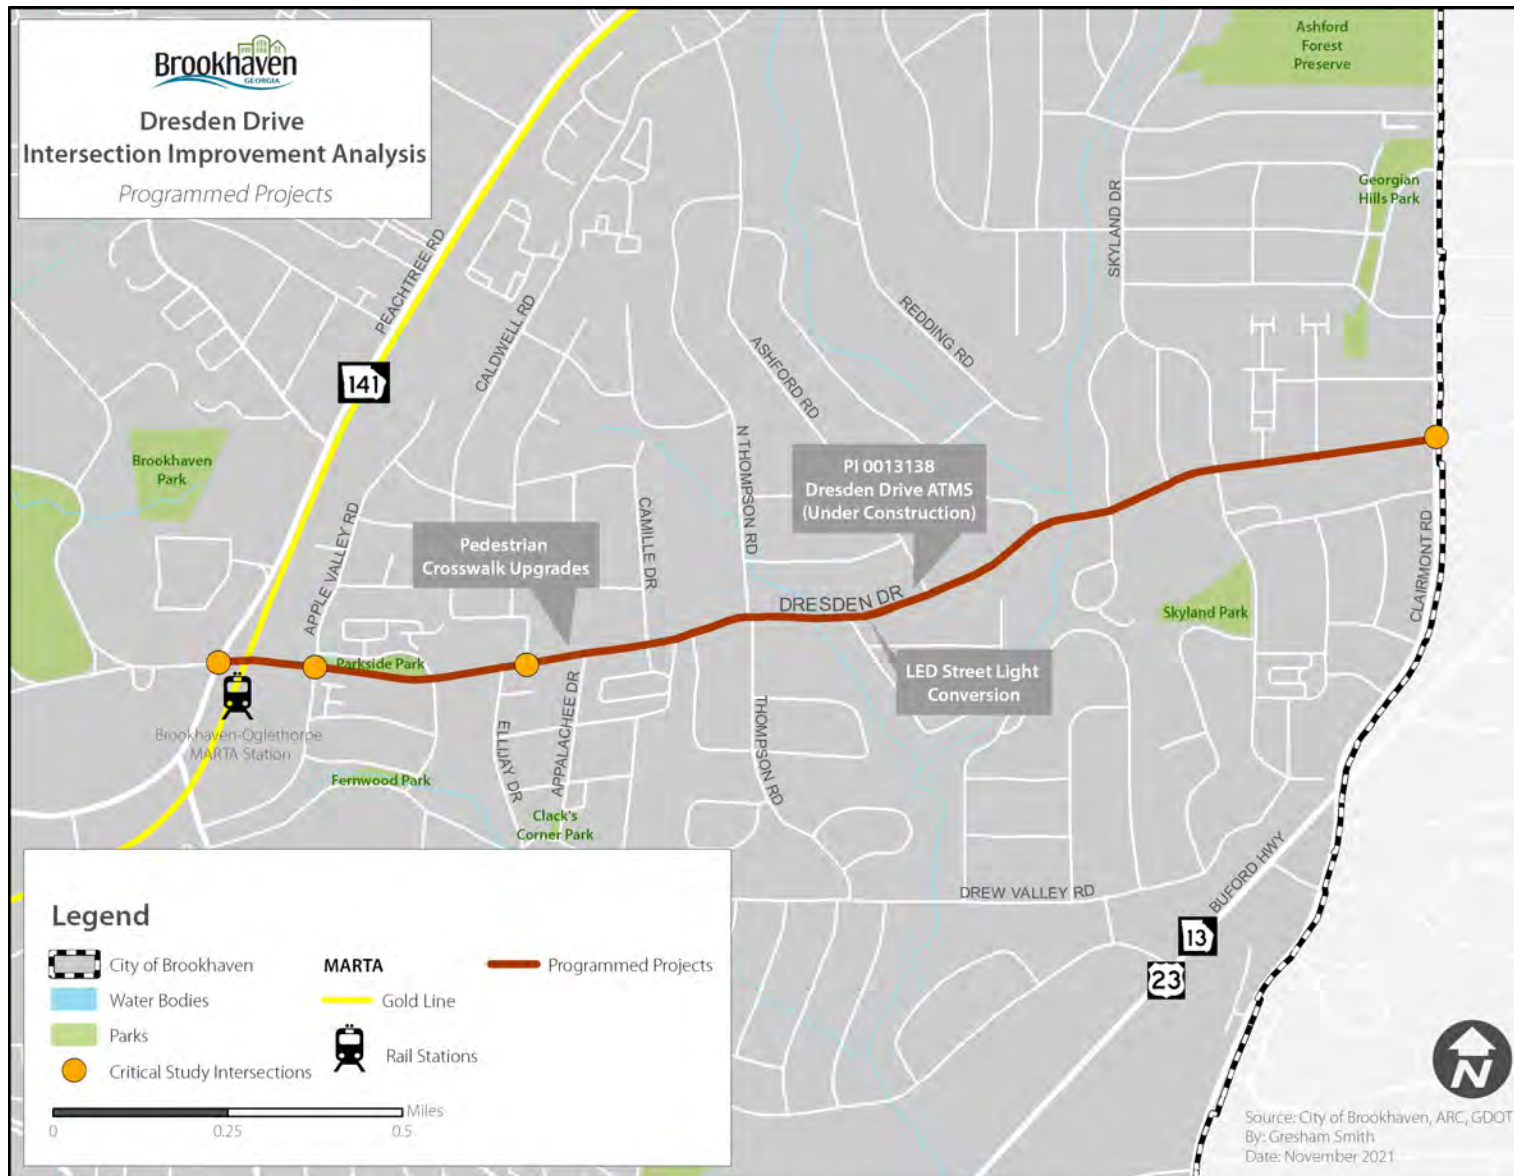 Brookhaven
GEORGIA
Dresden Drive
Intersection Improvement Analysis
Programmed Projects
Ashford
Forest
Preserve
Georgian
Hills Park
SKYLAND DR
PEACHTREE RD
141
CALDWELL RD
REDDING RD
ASHFORD RD
N THOMPSON RD
Brookhaven
Park
PI 0013138
Dresden Drive ATMS
(Under Construction)
CAMILLE DR
APPLE VALLEY RD
Pedestrian
Crosswalk Upgrades
CLAIRMONT RD
DRESDEN DR
Skyland Park
Parkside Park
LED Street Light
Conversion
Brookhaven-Oglethorpe
MARTA Station
ELLIJAY DR
APPALACHEE DR
THOMPSON RD
Fernwood Park
Clack's
Corner Park
DREW VALLEY RD
BUFORD HWY
13
23
Legend
City of Brookhaven
Water Bodies
Parks
Critical Study Intersections
MARTA
Gold Line
Rail Stations
Programmed Projects
Miles
0
0.25
0.5
N
Source: City of Brookhaven, ARC, GDOT
By: Gresham Smith
Date: November 2021